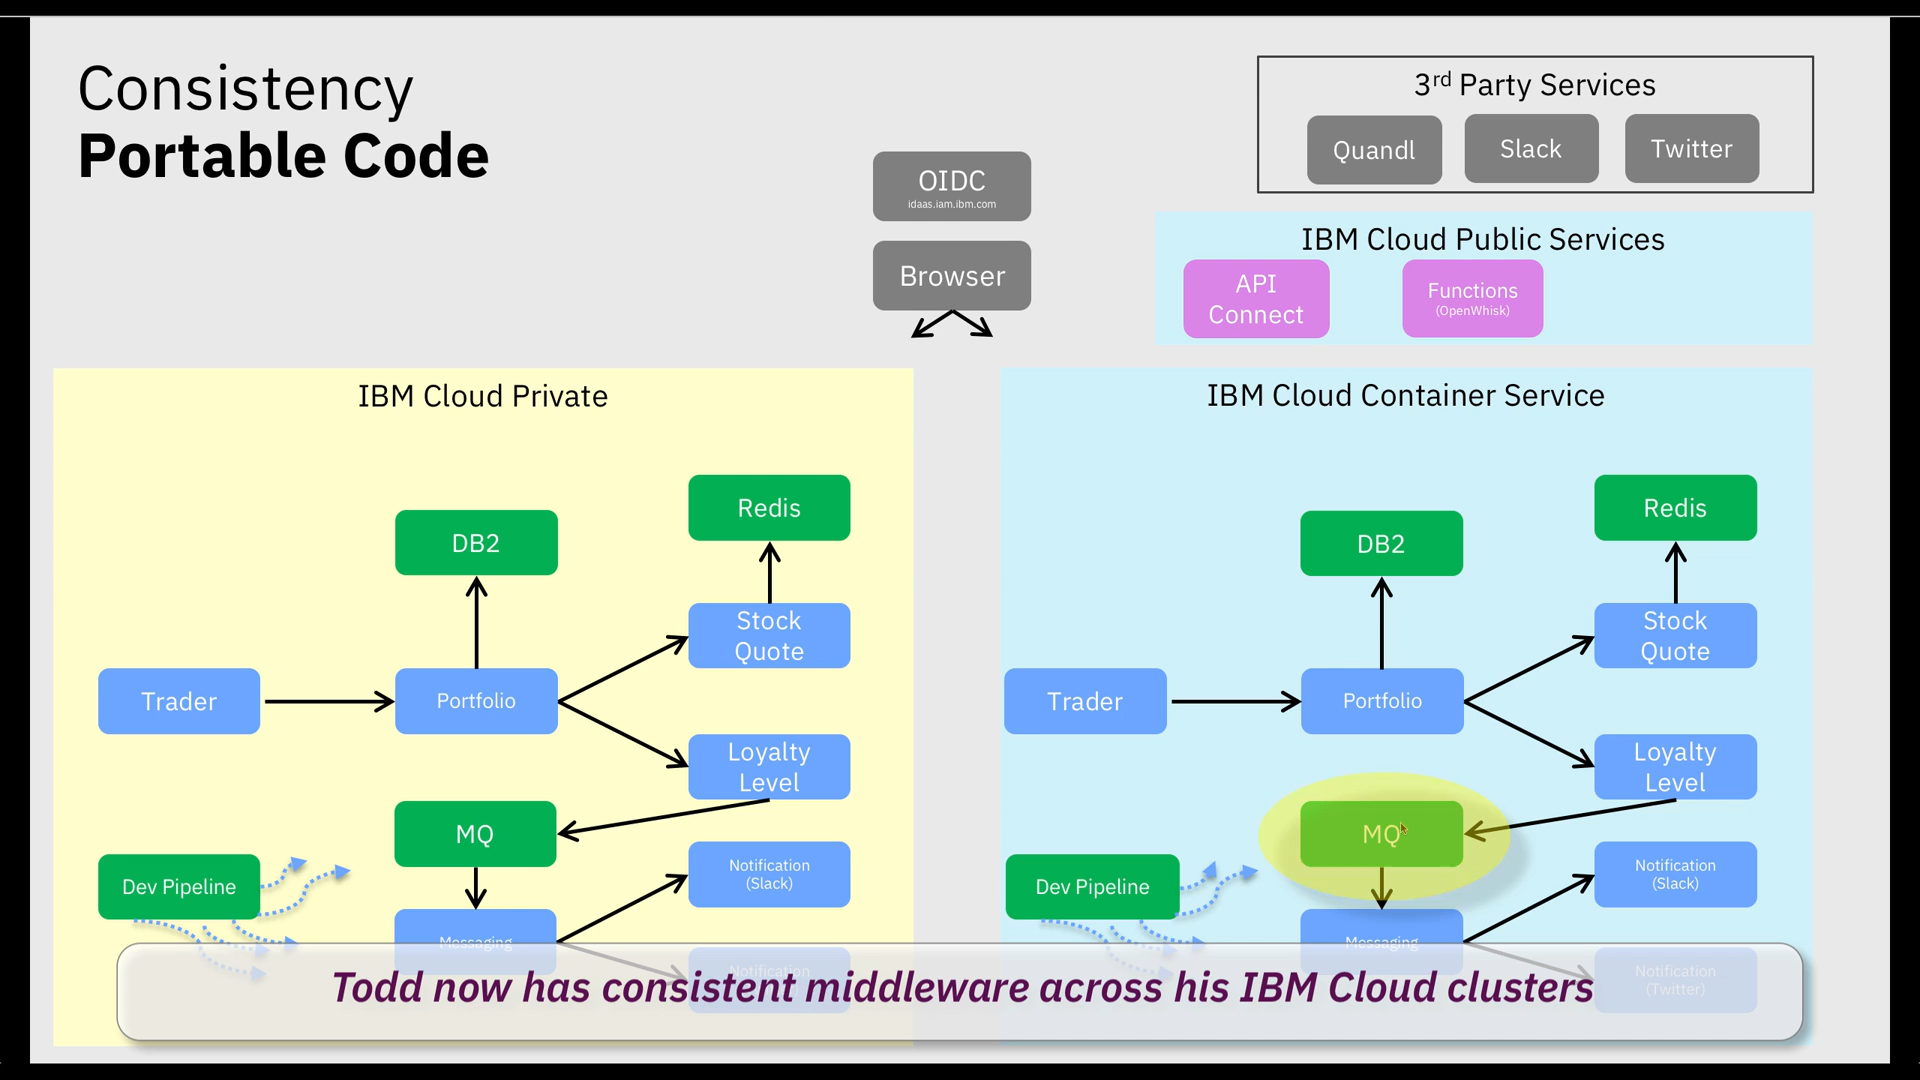 Consistency
Portable Code
3rd Party Services
Quandl
Slack
Twitter
OIDC
idaas.iam.ibm.com
Browser
IBM Cloud Public Services
API
Connect
Functions
(OpenWhisk)
IBM Cloud Private
Redis
DB2
Stock
Quote
Trader
Portfolio
Loyalty
Level
MQ
Notification
(Slack)
Dev Pipeline
Messaging
Notification
IBM Cloud Container Service
Redis
DB2
Stock
Quote
Trader
Portfolio
Loyalty
Level
MQ
Notification
(Slack)
Dev Pipeline
Messaging
Notification
(Twitter)
Todd now has consistent middleware across his IBM Cloud clusters